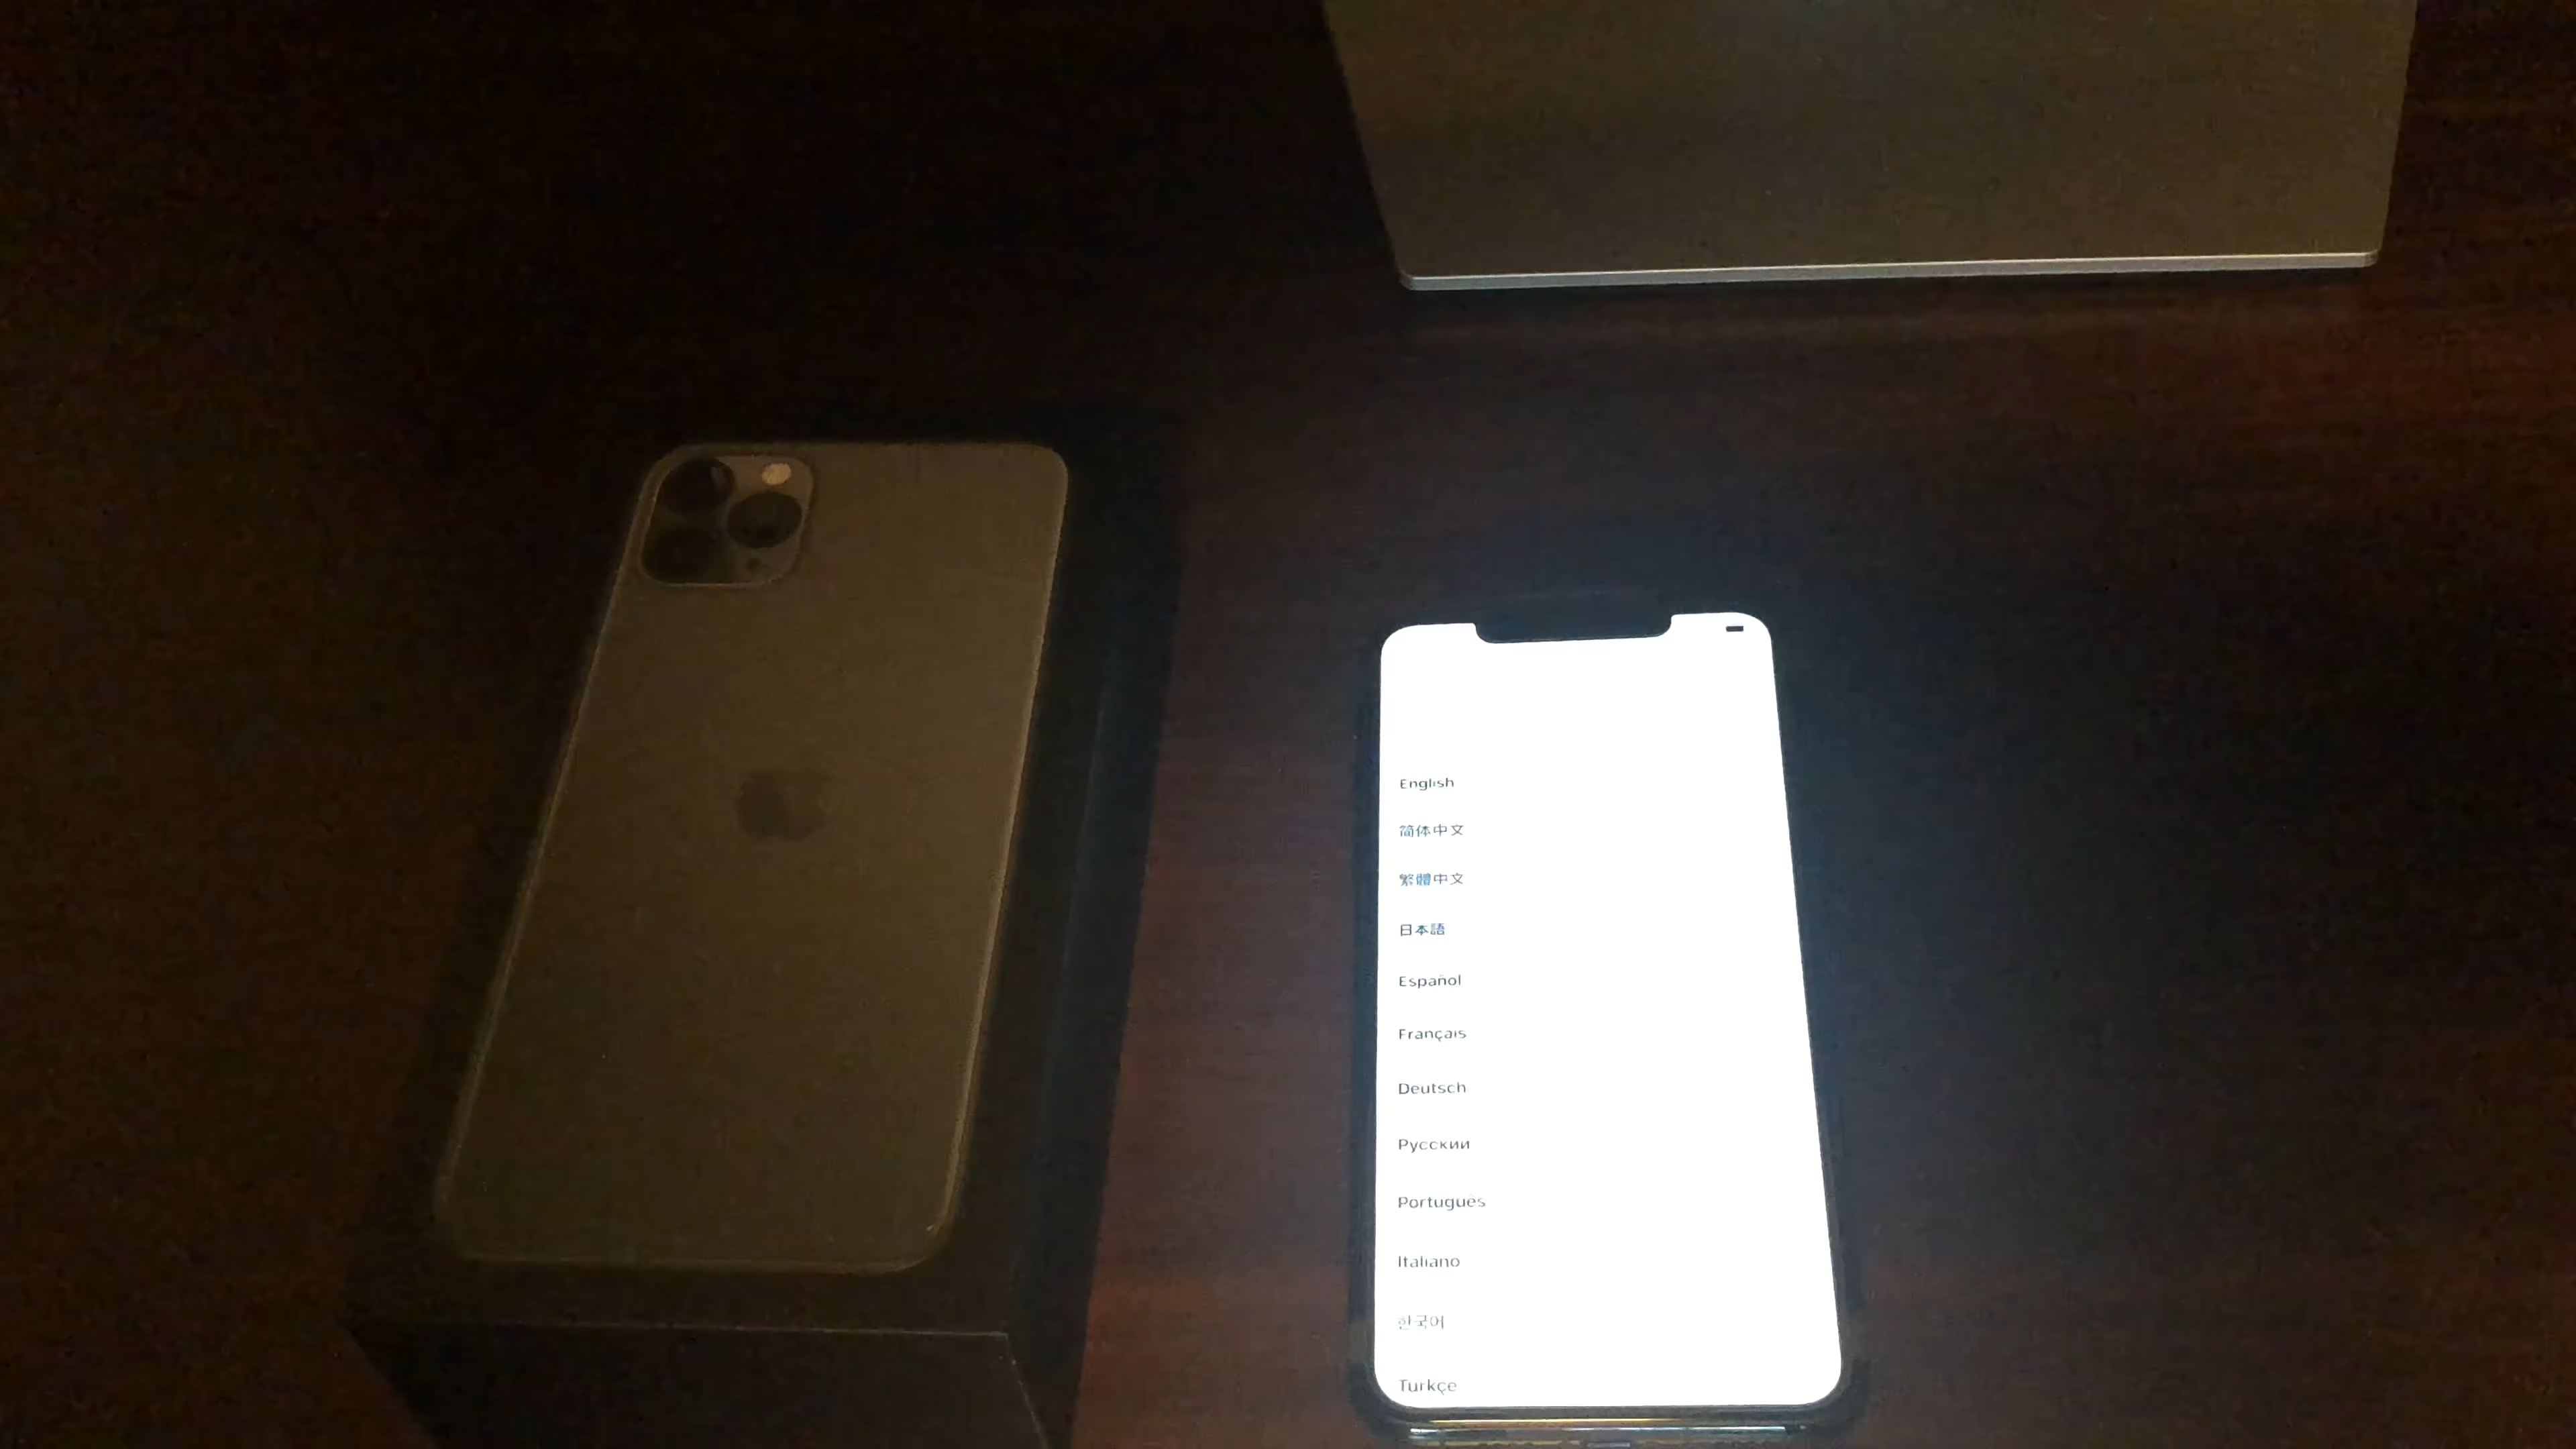 English
简体中文
繁體中文
日本語
Español
Français
Deutsch
Русский
Português
Italiano
한국어
Türkçe